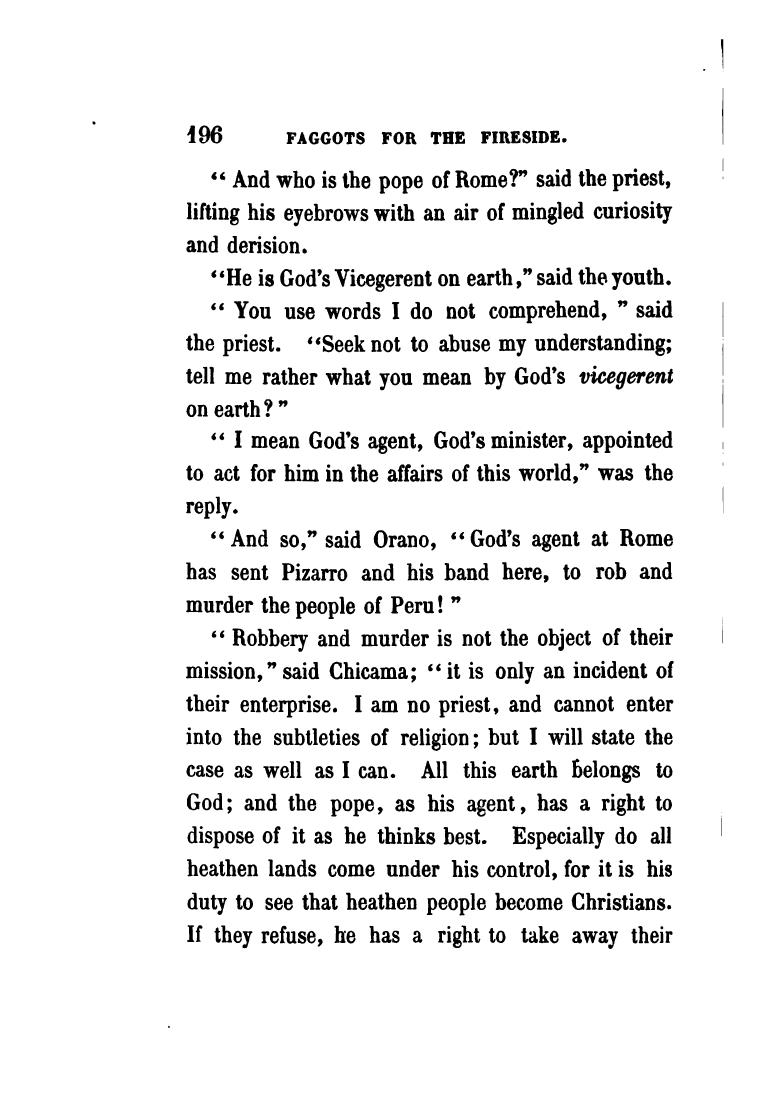 196 FAGGOTS FOR THE FIRESIDE.
“ And who is the pope of Rome?” said the priest,
lifting his eyebrows with an air of mingled curiosity
and derision.
“He is God's Vicegerent on earth,” said the youth.
“ You use words I do not comprehend, ” said
the priest. “Seek not to abuse my understanding;
tell me rather what you mean by God's vicegerent
on earth? ”
“ I mean God's agent, God's minister, appointed
to act for him in the affairs of this world,” was the
reply.
“ And so,” said Orano, “ God's agent at Rome
has sent Pizarro and his band here, to rob and
murder the people of Peru! ”
“ Robbery and murder is not the object of their
mission, ” said Chicama; “ it is only an incident of
their enterprise. I am no priest, and cannot enter
into the subtleties of religion; but I will state the
case as well as I can. All this earth belongs to
God; and the pope, as his agent, has a right to
dispose of it as he thinks best. Especially do all
heathen lands come under his control, for it is his
duty to see that heathen people become Christians.
If they refuse, he has a right to take away their